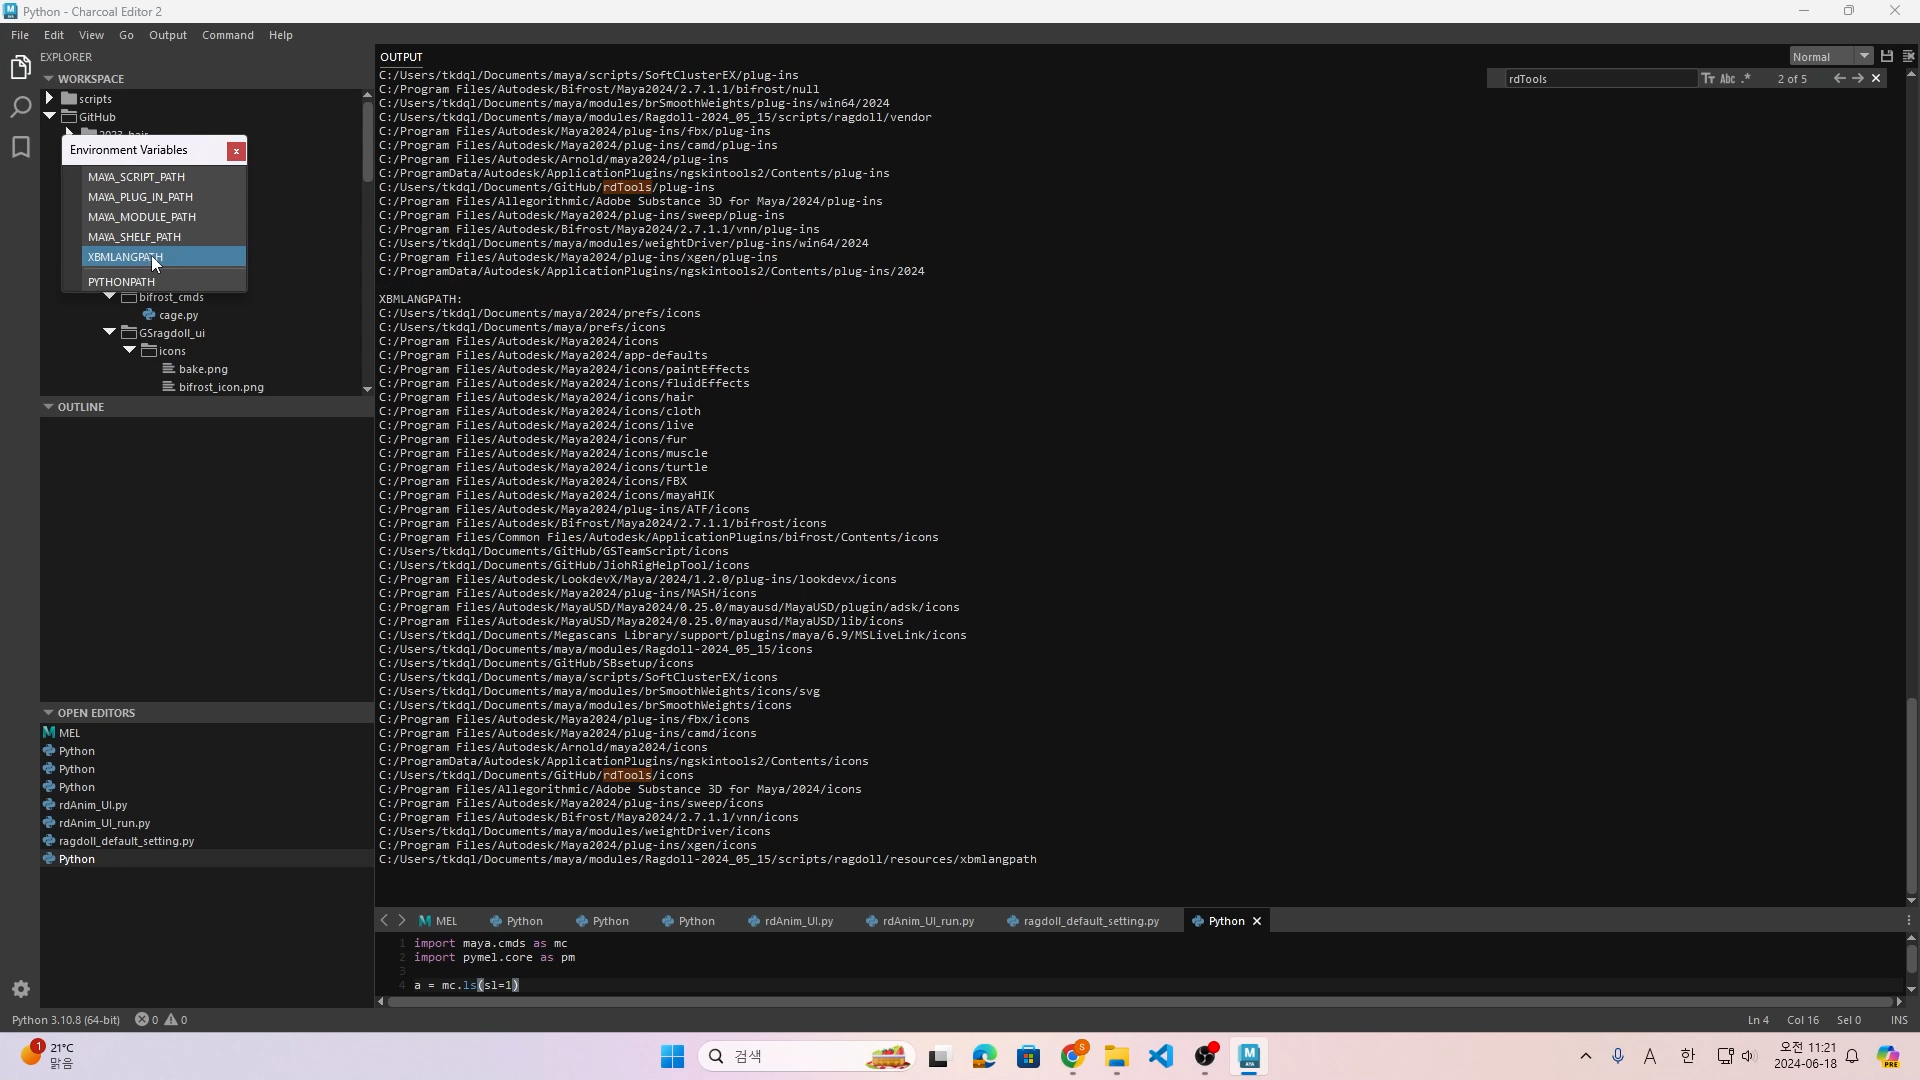 Python - Charcoal Editor 2
File Edit View Go Output Command Help
EXPLORER
WORKSPACE
scripts
GitHub
Environment Variables
MAYA_SCRIPT_PATH
MAYA_PLUG_IN_PATH
MAYA_MODULE_PATH
MAYA_SHELF_PATH
XBMLANGPATH
PYTHONPATH
bifrost_cmds
cage.py
GSragdoll_ui
icons
bake.png
bifrost_icon.png
OUTLINE
OPEN EDITORS
MEL
Python
Python
Python
rdAnim_UI.py
rdAnim_UI_run.py
ragdoll_default_setting.py
Python
OUTPUT
Normal
rdTools
2 of 5
C:/Users/tkdql/Documents/maya/scripts/SoftClusterEX/plug-ins
C:/Program Files/Autodesk/Bifrost/Maya2024/2.7.1.1/bifrost/null
C:/Users/tkdql/Documents/maya/modules/brSmoothWeights/plug-ins/win64/2024
C:/Users/tkdql/Documents/maya/modules/Ragdoll-2024_05_15/scripts/ragdoll/vendor
C:/Program Files/Autodesk/Maya2024/plug-ins/fbx/plug-ins
C:/Program Files/Autodesk/Maya2024/plug-ins/camd/plug-ins
C:/Program Files/Autodesk/Arnold/maya2024/plug-ins
C:/ProgramData/Autodesk/ApplicationPlugins/ngskintools2/Contents/plug-ins
C:/Users/tkdql/Documents/GitHub/rdTools/plug-ins
C:/Program Files/Allegorithmic/Adobe Substance 3D for Maya/2024/plug-ins
C:/Program Files/Autodesk/Maya2024/plug-ins/sweep/plug-ins
C:/Program Files/Autodesk/Bifrost/Maya2024/2.7.1.1/vnn/plug-ins
C:/Users/tkdql/Documents/maya/modules/weightDriver/plug-ins/win64/2024
C:/Program Files/Autodesk/Maya2024/plug-ins/xgen/plug-ins
C:/ProgramData/Autodesk/ApplicationPlugins/ngskintools2/Contents/plug-ins/2024
XBMLANGPATH:
C:/Users/tkdql/Documents/maya/2024/prefs/icons
C:/Users/tkdql/Documents/maya/prefs/icons
C:/Program Files/Autodesk/Maya2024/icons
C:/Program Files/Autodesk/Maya2024/app-defaults
C:/Program Files/Autodesk/Maya2024/icons/paintEffects
C:/Program Files/Autodesk/Maya2024/icons/fluidEffects
C:/Program Files/Autodesk/Maya2024/icons/hair
C:/Program Files/Autodesk/Maya2024/icons/cloth
C:/Program Files/Autodesk/Maya2024/icons/live
C:/Program Files/Autodesk/Maya2024/icons/fur
C:/Program Files/Autodesk/Maya2024/icons/muscle
C:/Program Files/Autodesk/Maya2024/icons/turtle
C:/Program Files/Autodesk/Maya2024/icons/FBX
C:/Program Files/Autodesk/Maya2024/icons/mayaHIK
C:/Program Files/Autodesk/Maya2024/plug-ins/ATF/icons
C:/Program Files/Autodesk/Bifrost/Maya2024/2.7.1.1/bifrost/icons
C:/Program Files/Common Files/Autodesk/ApplicationPlugins/bifrost/Contents/icons
C:/Users/tkdql/Documents/GitHub/GSTeamScript/icons
C:/Users/tkdql/Documents/GitHub/JiohRigHelpTool/icons
C:/Program Files/Autodesk/LookdevX/Maya/2024/1.2.0/plug-ins/lookdevx/icons
C:/Program Files/Autodesk/Maya2024/plug-ins/MASH/icons
C:/Program Files/Autodesk/MayaUSD/Maya2024/0.25.0/mayausd/MayaUSD/plugin/adsk/icons
C:/Program Files/Autodesk/MayaUSD/Maya2024/0.25.0/mayausd/MayaUSD/lib/icons
C:/Users/tkdql/Documents/Megascans Library/support/plugins/maya/6.9/MSLiveLink/icons
C:/Users/tkdql/Documents/maya/modules/Ragdoll-2024_05_15/icons
C:/Users/tkdql/Documents/GitHub/SBsetup/icons
C:/Users/tkdql/Documents/maya/scripts/SoftClusterEX/icons
C:/Users/tkdql/Documents/maya/modules/brSmoothWeights/icons/svg
C:/Users/tkdql/Documents/maya/modules/brSmoothWeights/icons
C:/Program Files/Autodesk/Maya2024/plug-ins/fbx/icons
C:/Program Files/Autodesk/Maya2024/plug-ins/camd/icons
C:/Program Files/Autodesk/Arnold/maya2024/icons
C:/ProgramData/Autodesk/ApplicationPlugins/ngskintools2/Contents/icons
C:/Users/tkdql/Documents/GitHub/rdTools/icons
C:/Program Files/Allegorithmic/Adobe Substance 3D for Maya/2024/icons
C:/Program Files/Autodesk/Maya2024/plug-ins/sweep/icons
C:/Program Files/Autodesk/Bifrost/Maya2024/2.7.1.1/vnn/icons
C:/Users/tkdql/Documents/maya/modules/weightDriver/icons
C:/Program Files/Autodesk/Maya2024/plug-ins/xgen/icons
C:/Users/tkdql/Documents/maya/modules/Ragdoll-2024_05_15/scripts/ragdoll/resources/xbmlangpath
MEL Python Python Python rdAnim_UI.py rdAnim_UI_run.py ragdoll_default_setting.py Python
1 import maya.cmds as mc
2 import pymel.core as pm
3
4 a = mc.ls(sl=1)
Python 3.10.8 (64-bit) 0 0 Ln 4 Col 16 Sel 0 INS
1 21°C
맑음
검색
A 한
오전 11:21
2024-06-18